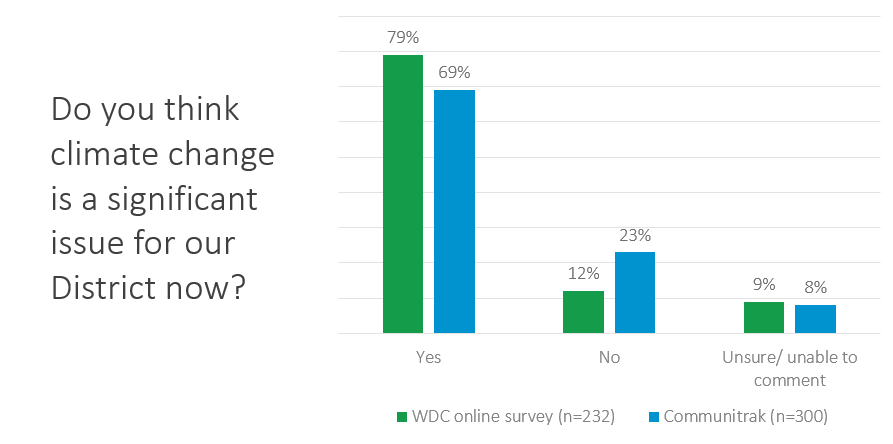 Do you think
climate change
is a significant
issue for our
District now?
79%
69%
12%
23%
9%
8%
Yes
No
Unsure/ unable to
comment
WDC online survey (n=232)
Communitrak (n=300)